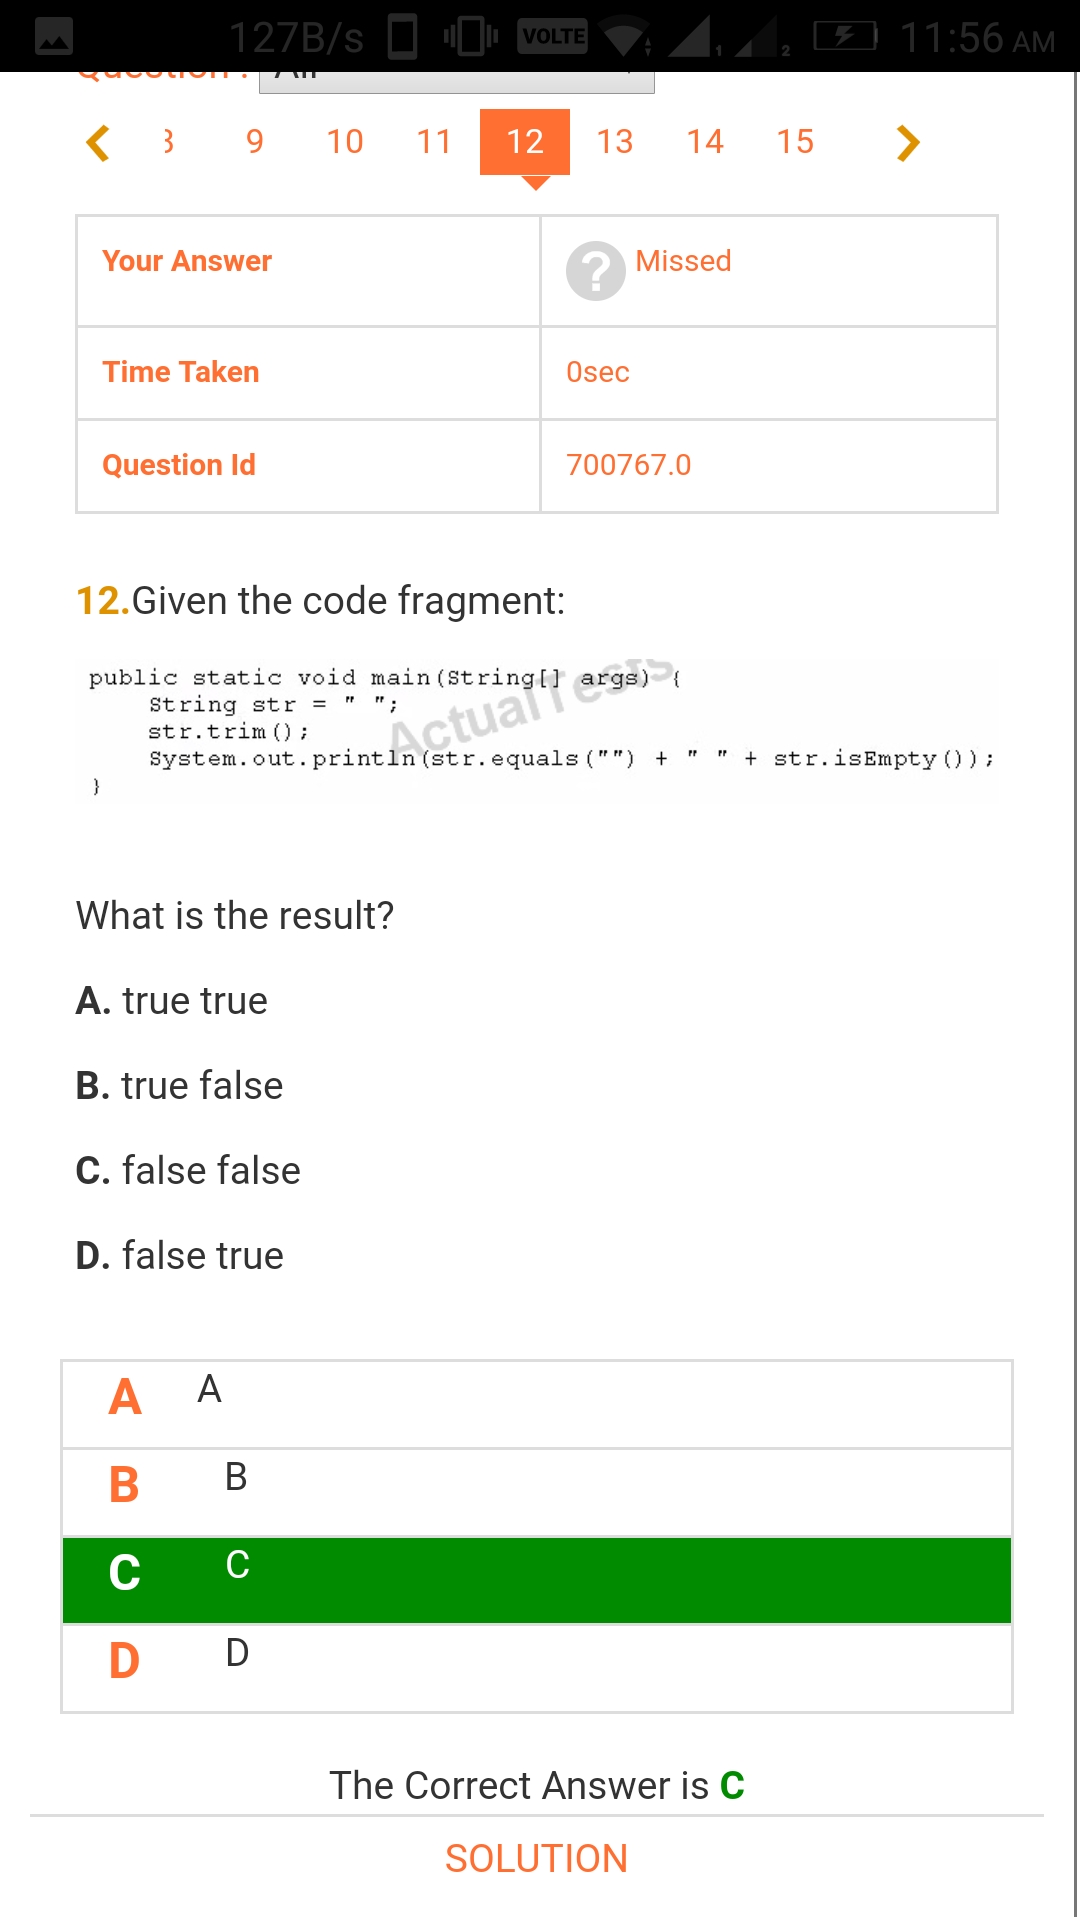 127B/s VOLTE 1 2 11:56 AM
9 10 11 12 13 14 15
Your Answer ? Missed
Time Taken 0sec
Question Id 700767.0
12.Given the code fragment:
public static void main(String[] args) {
String str = " ";
str.trim();
System.out.println(str.equals("") + " " + str.isEmpty());
}
ActualTests
What is the result?
A. true true
B. true false
C. false false
D. false true
A A
B B
C C
D D
The Correct Answer is C
SOLUTION